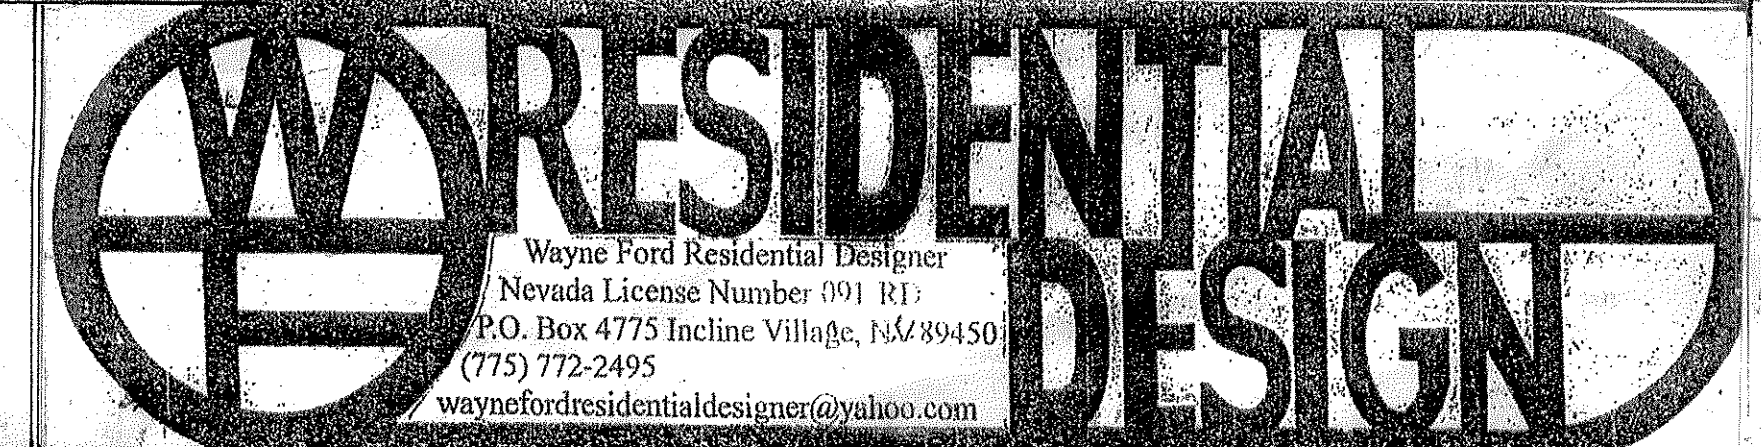 WF RESIDENTIAL
DESIGN
Wayne Ford Residential Designer
Nevada License Number 091 RD
P.O. Box 4775 Incline Village, NV 89450
(775) 772-2495
waynefordresidentialdesigner@yahoo.com